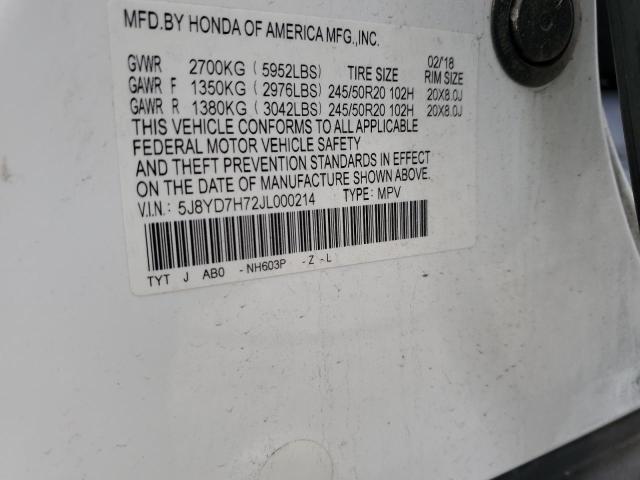 MFD.BY HONDA OF AMERICA MFG.,INC.
02/18
GVWR 2700KG (5952LBS) TIRE SIZE RIM SIZE
GAWR F 1350KG (2976LBS) 245/50R20 102H 20X8.0J
GAWR R 1380KG (3042LBS) 245/50R20 102H 20X8.0J
THIS VEHICLE CONFORMS TO ALL APPLICABLE
FEDERAL MOTOR VEHICLE SAFETY
AND THEFT PREVENTION STANDARDS IN EFFECT
ON THE DATE OF MANUFACTURE SHOWN ABOVE.
V.I.N.: 5J8YD7H72JL000214 TYPE: MPV
TYT J AB0 -NH603P -Z -L